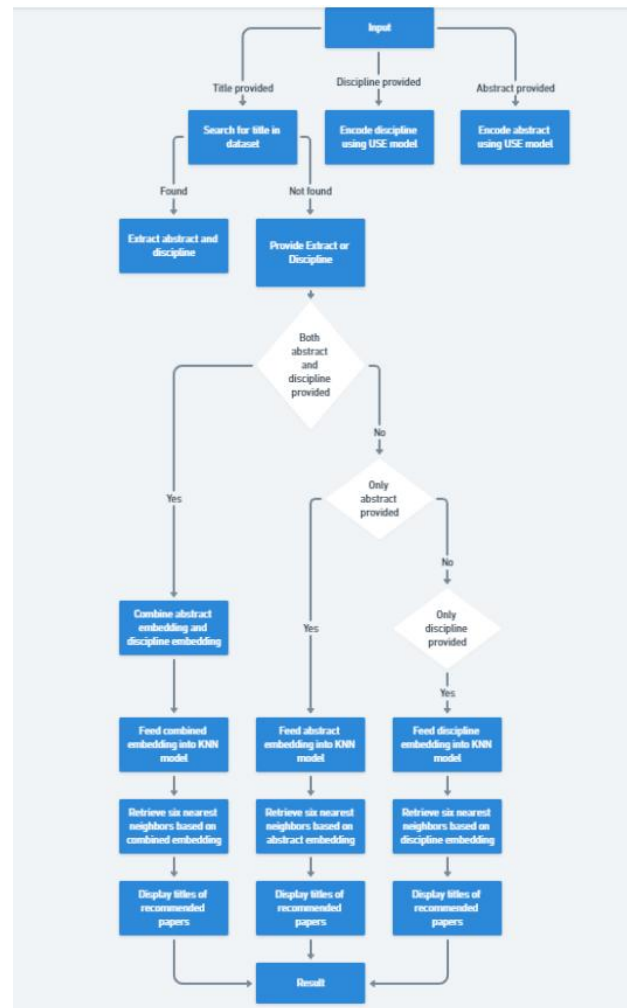 Input
Title provided
Discipline provided
Abstract provided
Search for title in
dataset
Encode discipline
using USE model
Encode abstract
using USE model
Found
Not found
Extract abstract and
discipline
Provide Extract or
Discipline
Both
abstract
and
discipline
provided
No
Only
abstract
provided
Yes
No
Combine abstract
embedding and
discipline embedding
Yes
Only
discipline
provided
Yes
Feed combined
embedding into KNN
model
Feed abstract
embedding into KNN
model
Feed discipline
embedding into KNN
model
Retrieve six nearest
neighbors based on
combined embedding
Retrieve six nearest
neighbors based on
abstract embedding
Retrieve six nearest
neighbors based on
discipline embedding
Display titles of
recommended
papers
Display titles of
recommended
papers
Display titles of
recommended
papers
Result